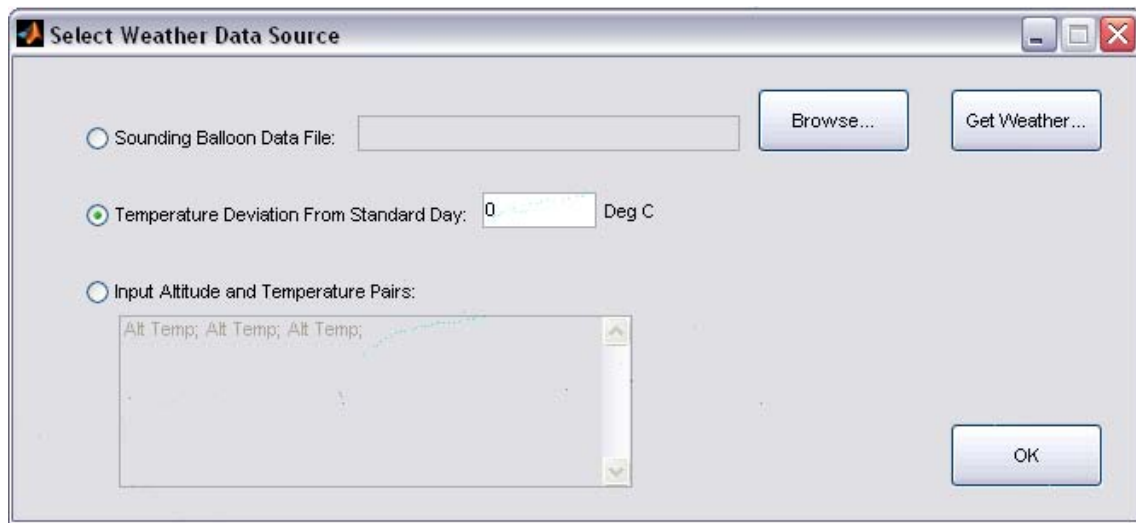 Select Weather Data Source
Sounding Balloon Data File:
Browse...
Get Weather...
Temperature Deviation From Standard Day: 0 Deg C
Input Altitude and Temperature Pairs:
Alt Temp; Alt Temp; Alt Temp;
OK